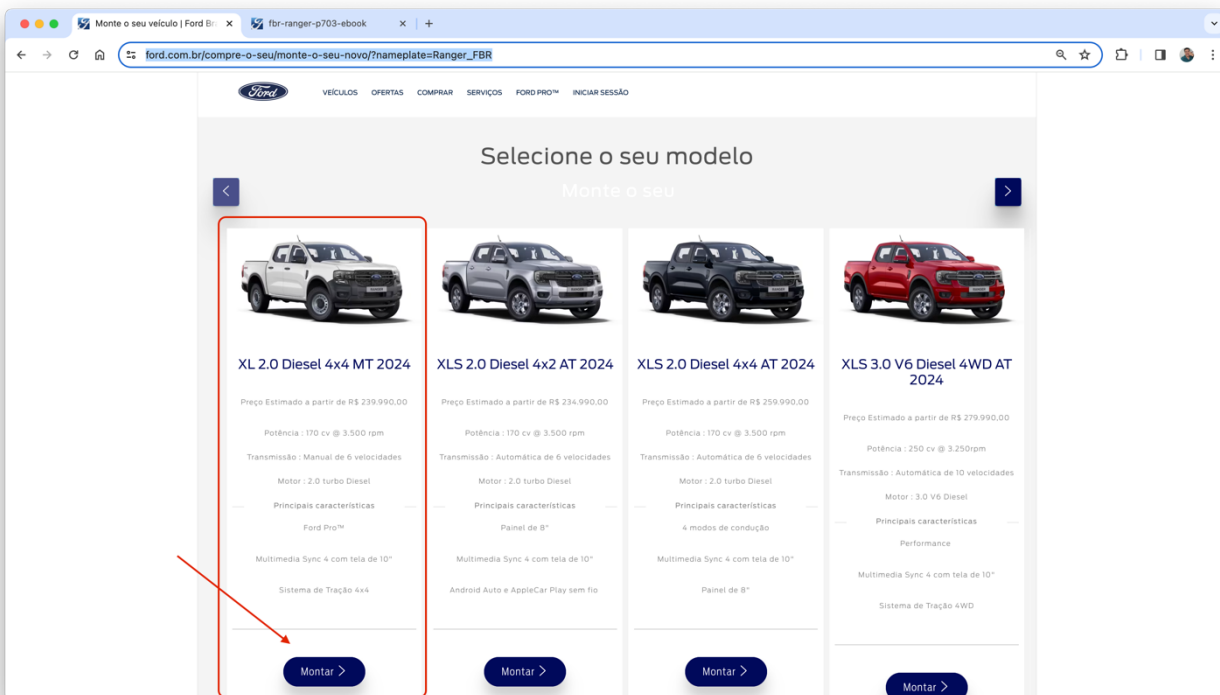 Monte o seu veículo | Ford Br
fbr-ranger-p703-ebook
ford.com.br/compre-o-seu/monte-o-seu-novo/?nameplate=Ranger_FBR
Ford
VEÍCULOS OFERTAS COMPRAR SERVIÇOS FORD PRO™ INICIAR SESSÃO
Selecione o seu modelo
Monte o seu
XL 2.0 Diesel 4x4 MT 2024
Preço Estimado a partir de R$ 239.990,00
Potência : 170 cv @ 3.500 rpm
Transmissão : Manual de 6 velocidades
Motor : 2.0 turbo Diesel
Principais características
Ford Pro™
Multimedia Sync 4 com tela de 10"
Sistema de Tração 4x4
Montar
XLS 2.0 Diesel 4x2 AT 2024
Preço Estimado a partir de R$ 234.990,00
Potência : 170 cv @ 3.500 rpm
Transmissão : Automática de 6 velocidades
Motor : 2.0 turbo Diesel
Principais características
Painel de 8"
Multimedia Sync 4 com tela de 10"
Android Auto e AppleCar Play sem fio
Montar
XLS 2.0 Diesel 4x4 AT 2024
Preço Estimado a partir de R$ 259.990,00
Potência : 170 cv @ 3.500 rpm
Transmissão : Automática de 6 velocidades
Motor : 2.0 turbo Diesel
Principais características
4 modos de condução
Multimedia Sync 4 com tela de 10"
Painel de 8"
Montar
XLS 3.0 V6 Diesel 4WD AT
2024
Preço Estimado a partir de R$ 279.990,00
Potência : 250 cv @ 3.250rpm
Transmissão : Automática de 10 velocidades
Motor : 3.0 V6 Diesel
Principais características
Performance
Multimedia Sync 4 com tela de 10"
Sistema de Tração 4WD
Montar